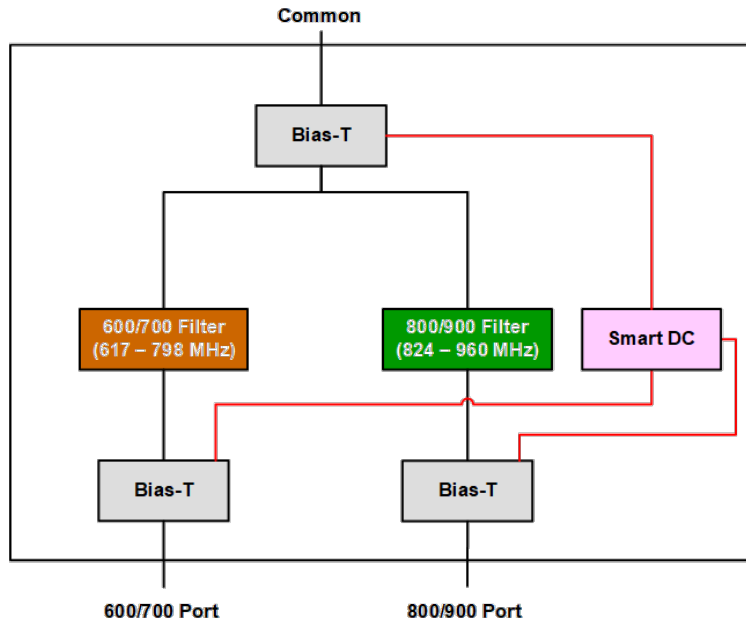 Common
Bias-T
600/700 Filter
(617 – 798 MHz)
800/900 Filter
(824 – 960 MHz)
Smart DC
Bias-T
Bias-T
600/700 Port
800/900 Port